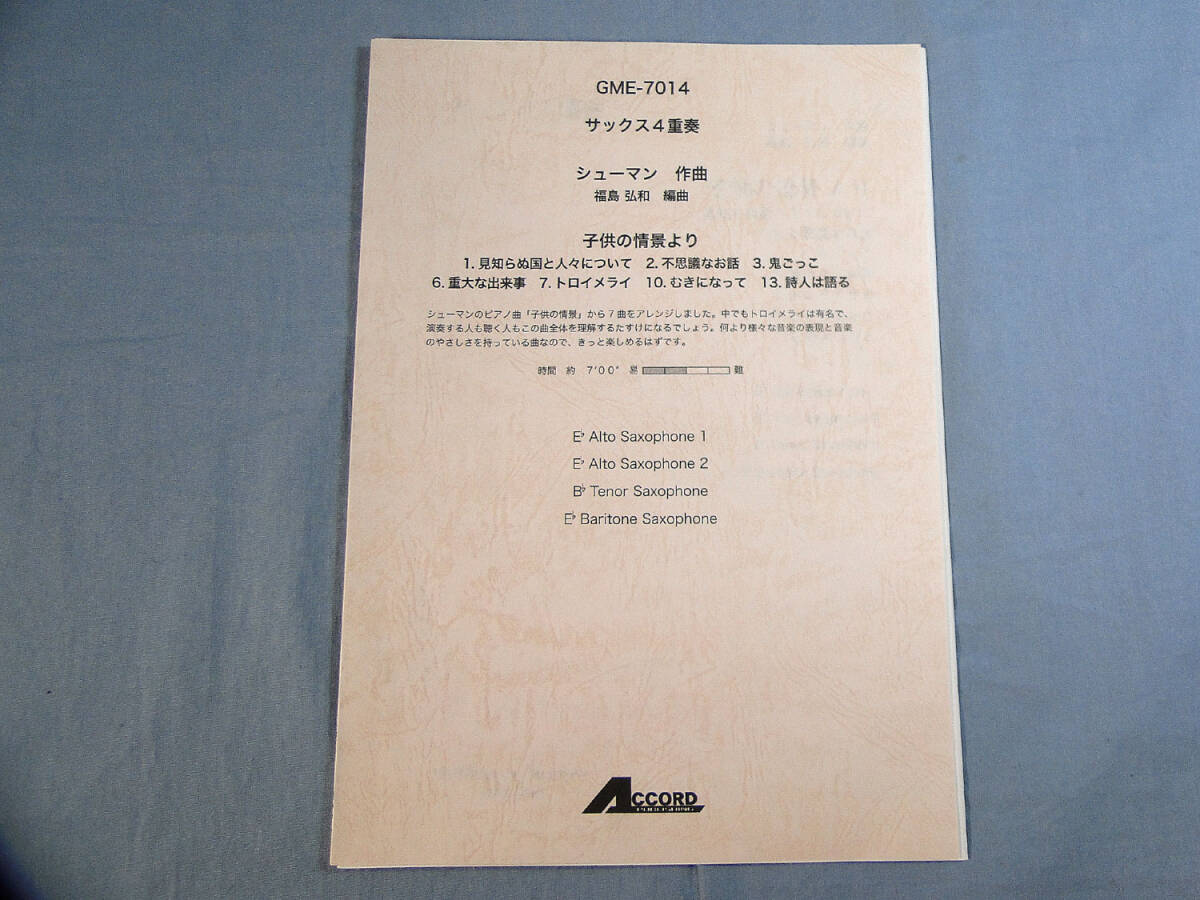 GME-7014
サックス4重奏
シューマン 作曲
福島 弘和 編曲
子供の情景より
1. 見知らぬ国と人々について 2. 不思議なお話 3. 鬼ごっこ
6. 重大な出来事 7. トロイメライ 10. むきになって 13. 詩人は語る
シューマンのピアノ曲「子供の情景」から7曲をアレンジしました。中でもトロイメライは有名で、
演奏する人も聴く人もこの曲全体を理解するたすけになるでしょう。何より様々な音楽の表現と音楽
のやさしさを持っている曲なので、きっと楽しめるはずです。
時間 約 7'00" 易 難
E♭ Alto Saxophone 1
E♭ Alto Saxophone 2
B♭ Tenor Saxophone
E♭ Baritone Saxophone
ACCORD